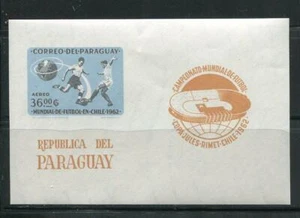 CORREO·DEL·PARAGUAY
AEREO
36.00 ₲
MUNDIAL·DE·FUTBOL·EN·CHILE·1962
CAMPEONATO·MUNDIAL·DE·FUTBOL
COPA JULES·RIMET·CHILE·1962
REPUBLICA DEL
PARAGUAY